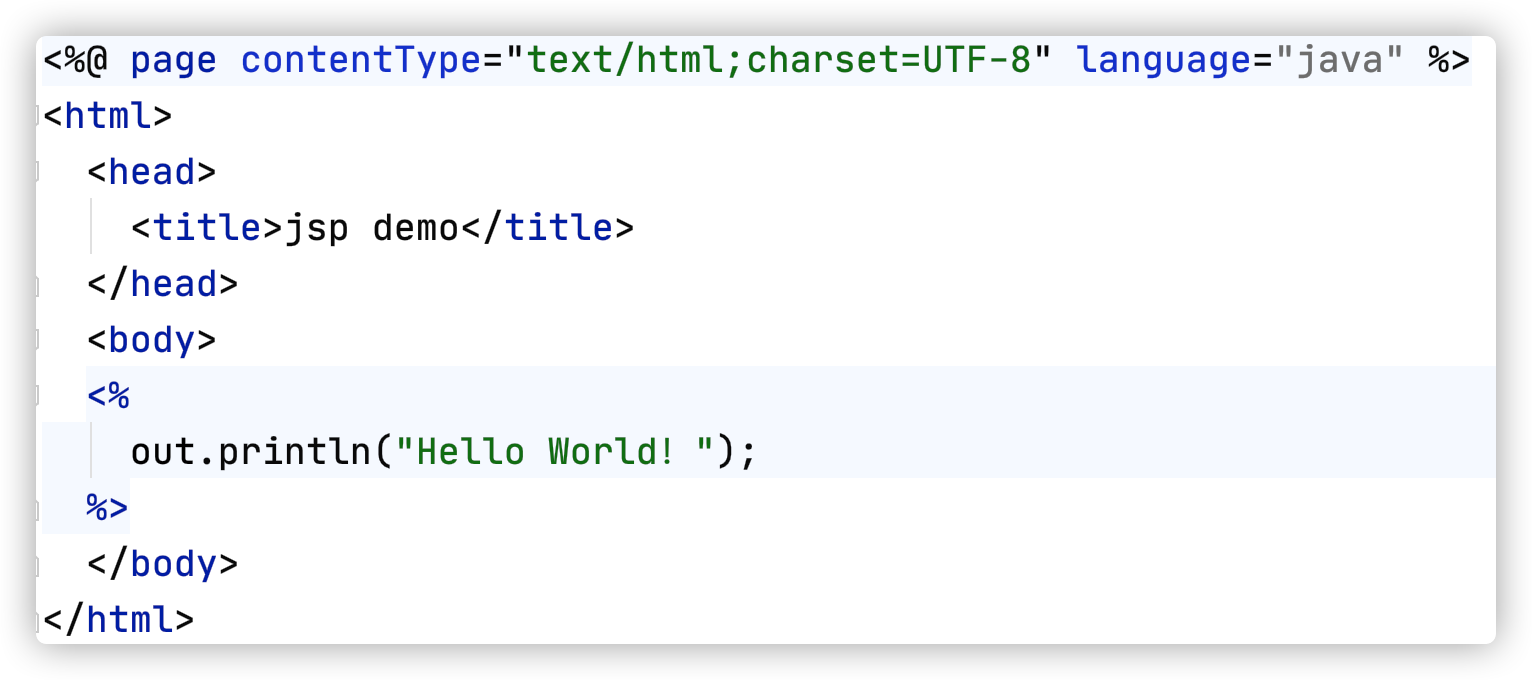 <%@ page contentType="text/html;charset=UTF-8" language="java" %>
<html>
  <head>
    <title>jsp demo</title>
  </head>
  <body>
  <%
    out.println("Hello World! ");
  %>
  </body>
</html>